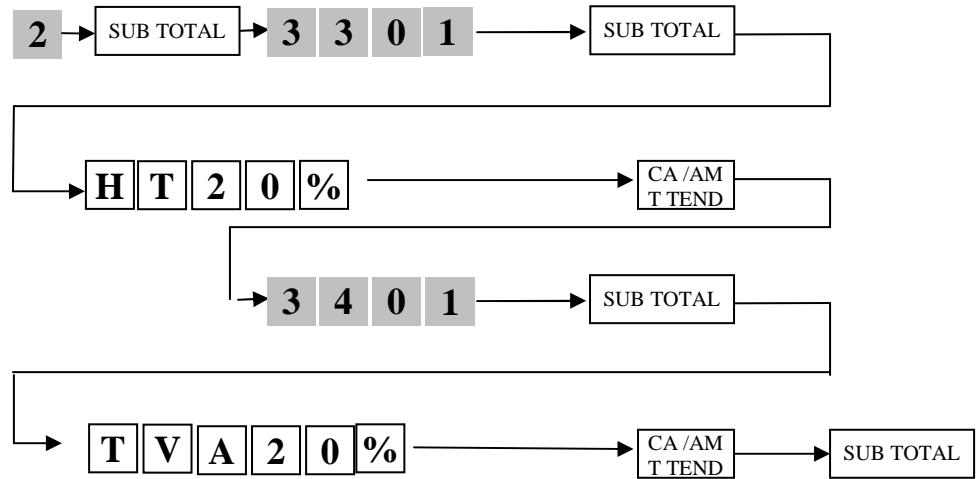 2 SUB TOTAL 3 3 0 1 SUB TOTAL
H T 2 0 % CA /AM
T TEND
3 4 0 1 SUB TOTAL
T V A 2 0 % CA /AM
T TEND SUB TOTAL